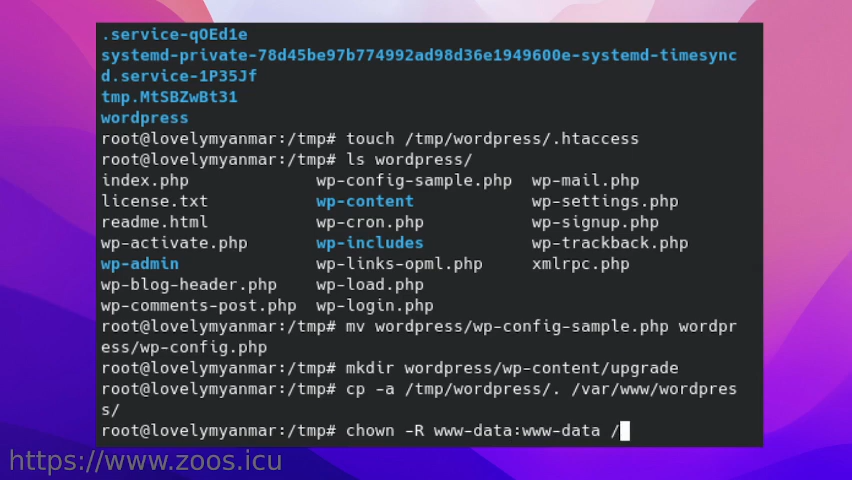 .service-qOEd1e
systemd-private-78d45be97b774992ad98d36e1949600e-systemd-timesync
d.service-1P35Jf
tmp.MtSBZwBt31
wordpress
root@lovelymyanmar:/tmp# touch /tmp/wordpress/.htaccess
root@lovelymyanmar:/tmp# ls wordpress/
index.php wp-config-sample.php wp-mail.php
license.txt wp-content wp-settings.php
readme.html wp-cron.php wp-signup.php
wp-activate.php wp-includes wp-trackback.php
wp-admin wp-links-opml.php xmlrpc.php
wp-blog-header.php wp-load.php
wp-comments-post.php wp-login.php
root@lovelymyanmar:/tmp# mv wordpress/wp-config-sample.php wordpr
ess/wp-config.php
root@lovelymyanmar:/tmp# mkdir wordpress/wp-content/upgrade
root@lovelymyanmar:/tmp# cp -a /tmp/wordpress/. /var/www/wordpres
s/
root@lovelymyanmar:/tmp# chown -R www-data:www-data /
https://www.zoos.icu